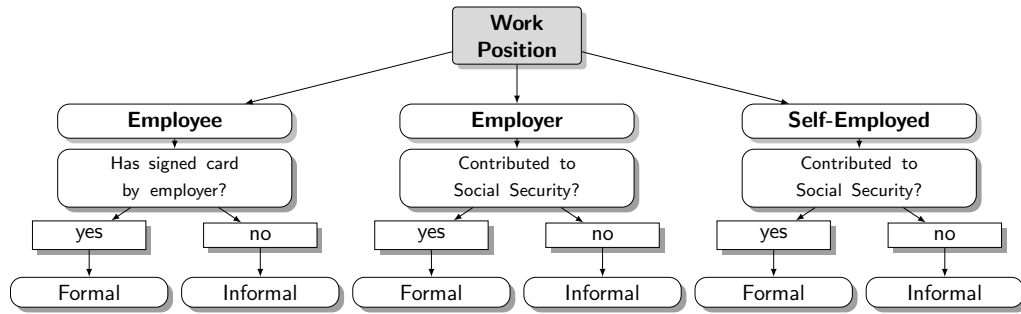 Work
Position
Employee
Employer
Self-Employed
Has signed card
by employer?
Contributed to
Social Security?
Contributed to
Social Security?
yes
no
yes
no
yes
no
Formal
Informal
Formal
Informal
Formal
Informal